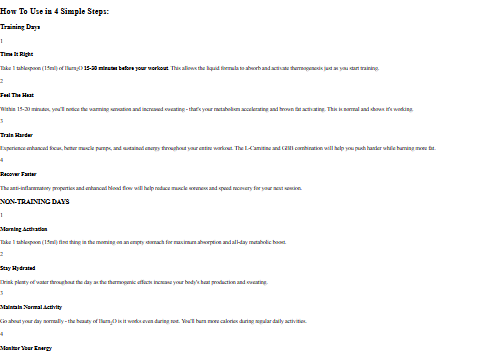 How To Use in 4 Simple Steps:
Training Days
1
Time It Right
Take 1 tablespoon (15ml) of Burn2O 15-20 minutes before your workout. This allows the liquid formula to absorb and activate thermogenesis just as you start training.
2
Feel The Heat
Within 15-20 minutes, you'll notice the warming sensation and increased sweating - that's your metabolism accelerating and brown fat activating. This is normal and shows it's working.
3
Train Harder
Experience enhanced focus, better muscle pumps, and sustained energy throughout your entire workout. The L-Carnitine and GBB combination will help you push harder while burning more fat.
4
Recover Faster
The anti-inflammatory properties and enhanced blood flow will help reduce muscle soreness and speed recovery for your next session.
NON-TRAINING DAYS
1
Morning Activation
Take 1 tablespoon (15ml) first thing in the morning on an empty stomach for maximum absorption and all-day metabolic boost.
2
Stay Hydrated
Drink plenty of water throughout the day as the thermogenic effects increase your body's heat production and sweating.
3
Maintain Normal Activity
Go about your day normally - the beauty of Burn2O is it works even during rest. You'll burn more calories during regular daily activities.
4
Monitor Your Energy